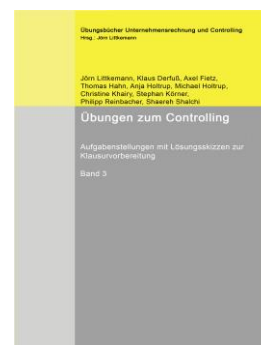 Übungsbücher Unternehmensrechnung und Controlling
Hrsg.: Jörn Littkemann
Jörn Littkemann, Klaus Derfuß, Axel Fietz,
Thomas Hahn, Anja Holtrup, Michael Holtrup,
Christine Khairy, Stephan Körner,
Philipp Reinbacher, Shaereh Shalchi
Übungen zum Controlling
Aufgabenstellungen mit Lösungsskizzen zur
Klausurvorbereitung
Band 3